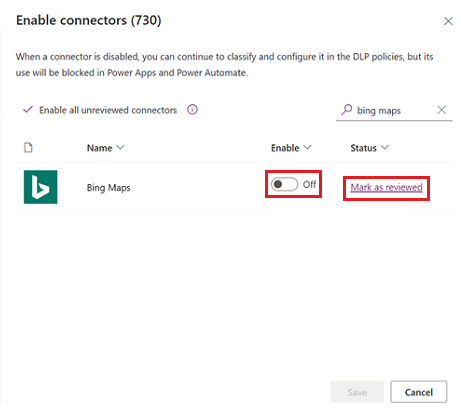 Enable connectors (730)
When a connector is disabled, you can continue to classify and configure it in the DLP policies, but its
use will be blocked in Power Apps and Power Automate.
Enable all unreviewed connectors
bing maps
Name Enable Status
Bing Maps Off Mark as reviewed
Save Cancel